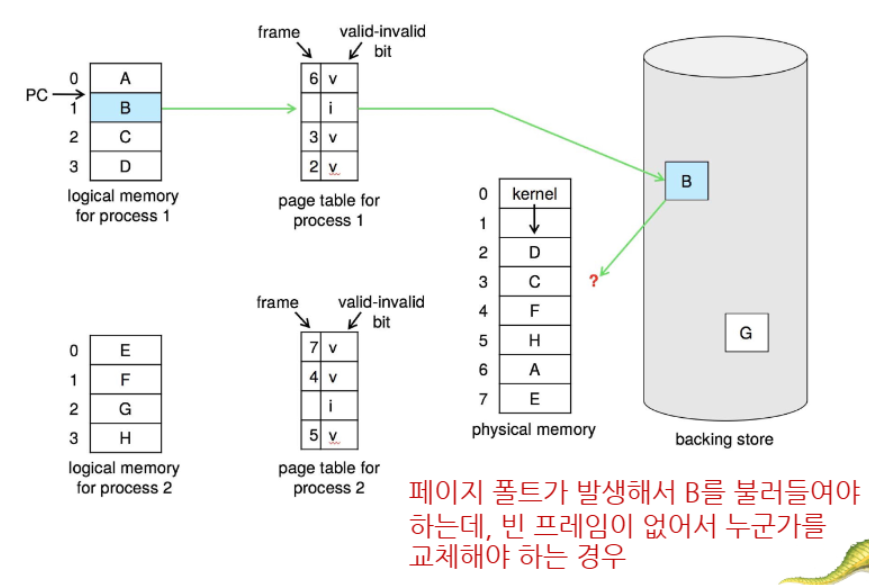 frame valid-invalid bit
PC
0 A
1 B
2 C
3 D
logical memory
for process 1
6 v
i
3 v
2 v
page table for
process 1
0 kernel
1
2 D
3 C
4 F
5 H
6 A
7 E
physical memory
?
B
G
backing store
frame valid-invalid bit
0 E
1 F
2 G
3 H
logical memory
for process 2
7 v
4 v
i
5 v
page table for
process 2
페이지 폴트가 발생해서 B를 불러들여야
하는데, 빈 프레임이 없어서 누군가를
교체해야 하는 경우